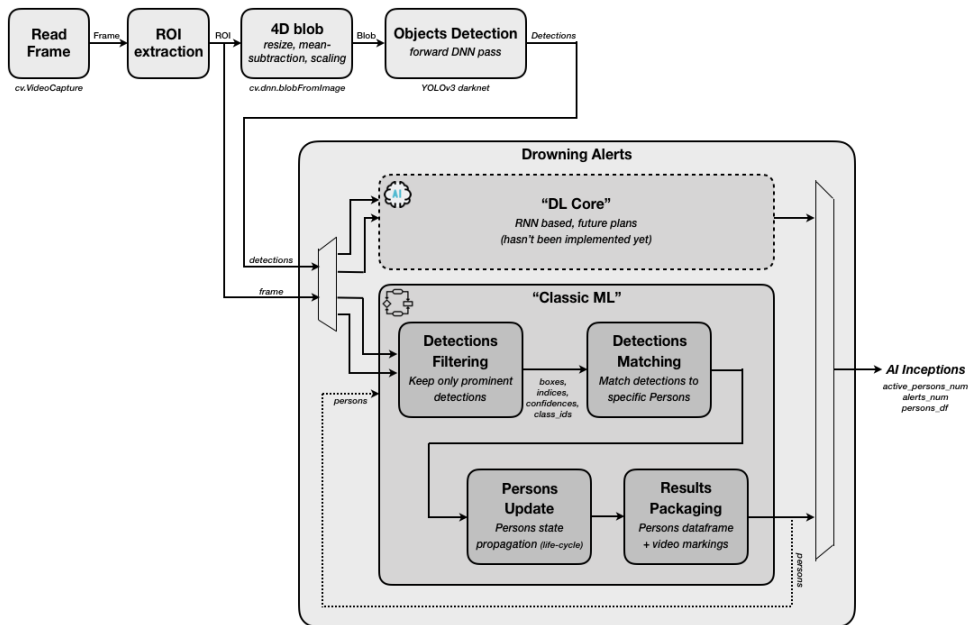 Read
Frame
cv.VideoCapture
Frame
ROI
extraction
ROI
4D blob
resize, mean-
subtraction, scaling
cv.dnn.blobFromImage
Blob
Objects Detection
forward DNN pass
YOLOv3 darknet
Detections
Drowning Alerts
AI
“DL Core”
RNN based, future plans
(hasn’t been implemented yet)
detections
frame
“Classic ML”
Detections
Filtering
Keep only prominent
detections
boxes,
indices,
confidences,
class_ids
Detections
Matching
Match detections to
specific Persons
persons
Persons
Update
Persons state
propagation (life-cycle)
Results
Packaging
Persons dataframe
+ video markings
persons
AI Inceptions
active_persons_num
alerts_num
persons_df